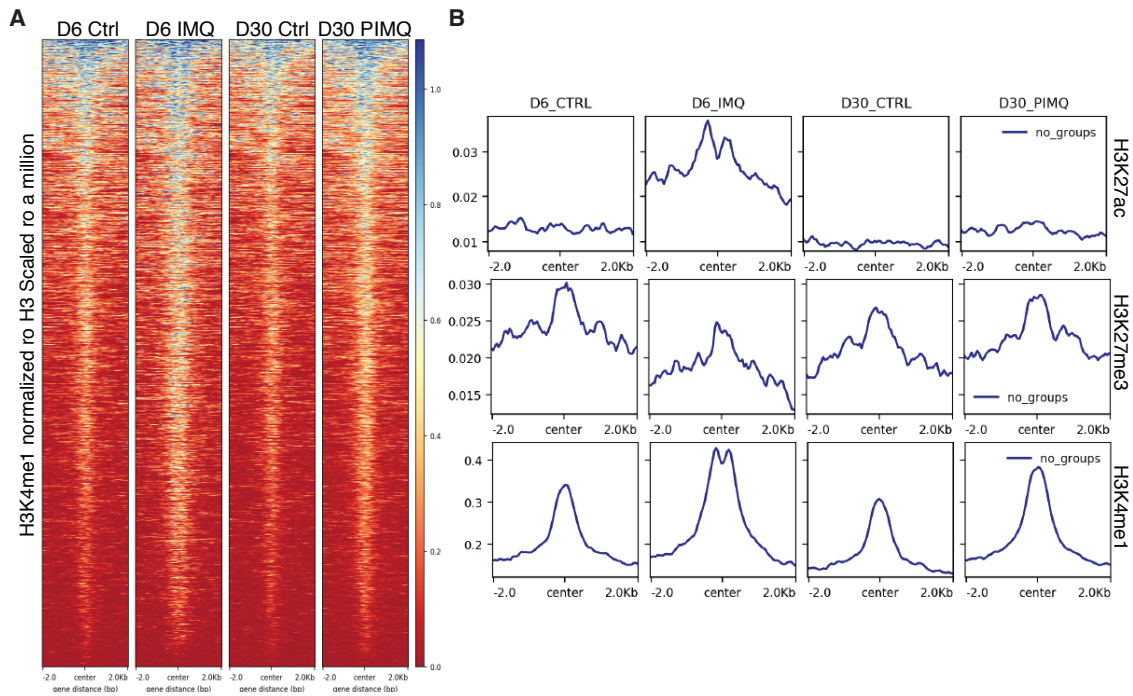 A
D6 Ctrl D6 IMQ D30 Ctrl D30 PIMQ
H3K4me1 normalized ro H3 Scaled ro a million
1.0
0.8
0.6
0.4
0.2
0.0
-2.0 center 2.0Kb -2.0 center 2.0Kb -2.0 center 2.0Kb -2.0 center 2.0Kb
gene distance (bp) gene distance (bp) gene distance (bp) gene distance (bp)
B
D6_CTRL D6_IMQ D30_CTRL D30_PIMQ
no_groups
0.03
0.02
0.01
H3K27ac
-2.0 center 2.0Kb -2.0 center 2.0Kb -2.0 center 2.0Kb -2.0 center 2.0Kb
0.030
0.025
0.020
0.015
no_groups
H3K27me3
-2.0 center 2.0Kb -2.0 center 2.0Kb -2.0 center 2.0Kb -2.0 center 2.0Kb
no_groups
0.4
0.3
0.2
H3K4me1
-2.0 center 2.0Kb -2.0 center 2.0Kb -2.0 center 2.0Kb -2.0 center 2.0Kb